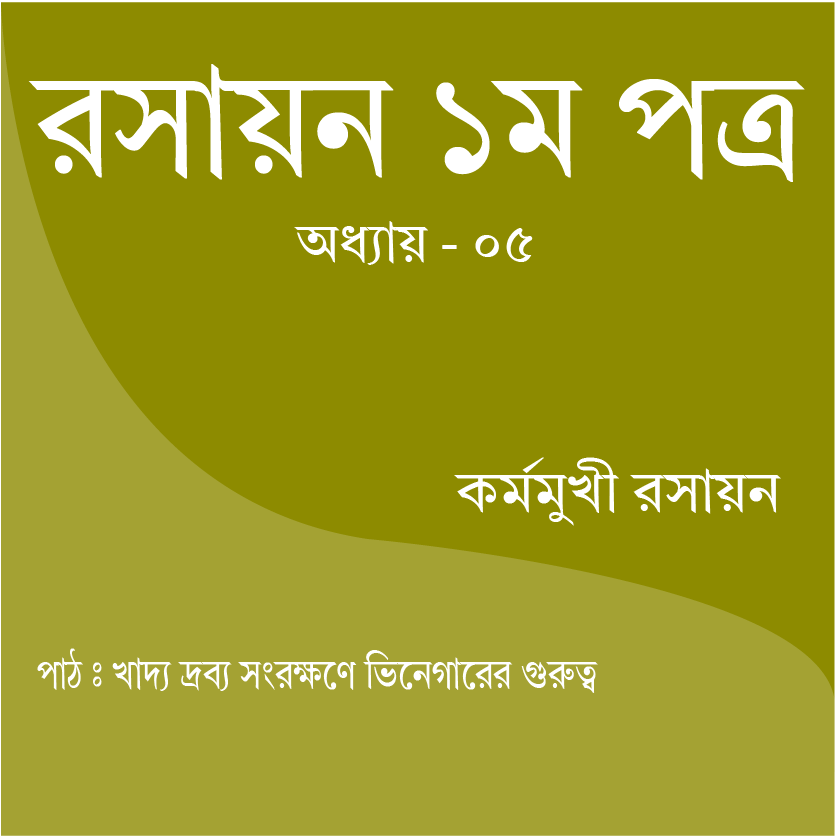 রসায়ন ১ম পত্র
অধ্যায় - ০৫
কর্মমুখী রসায়ন
পাঠ ঃ খাদ্য দ্রব্য সংরক্ষণে ভিনেগারের গুরুত্ব